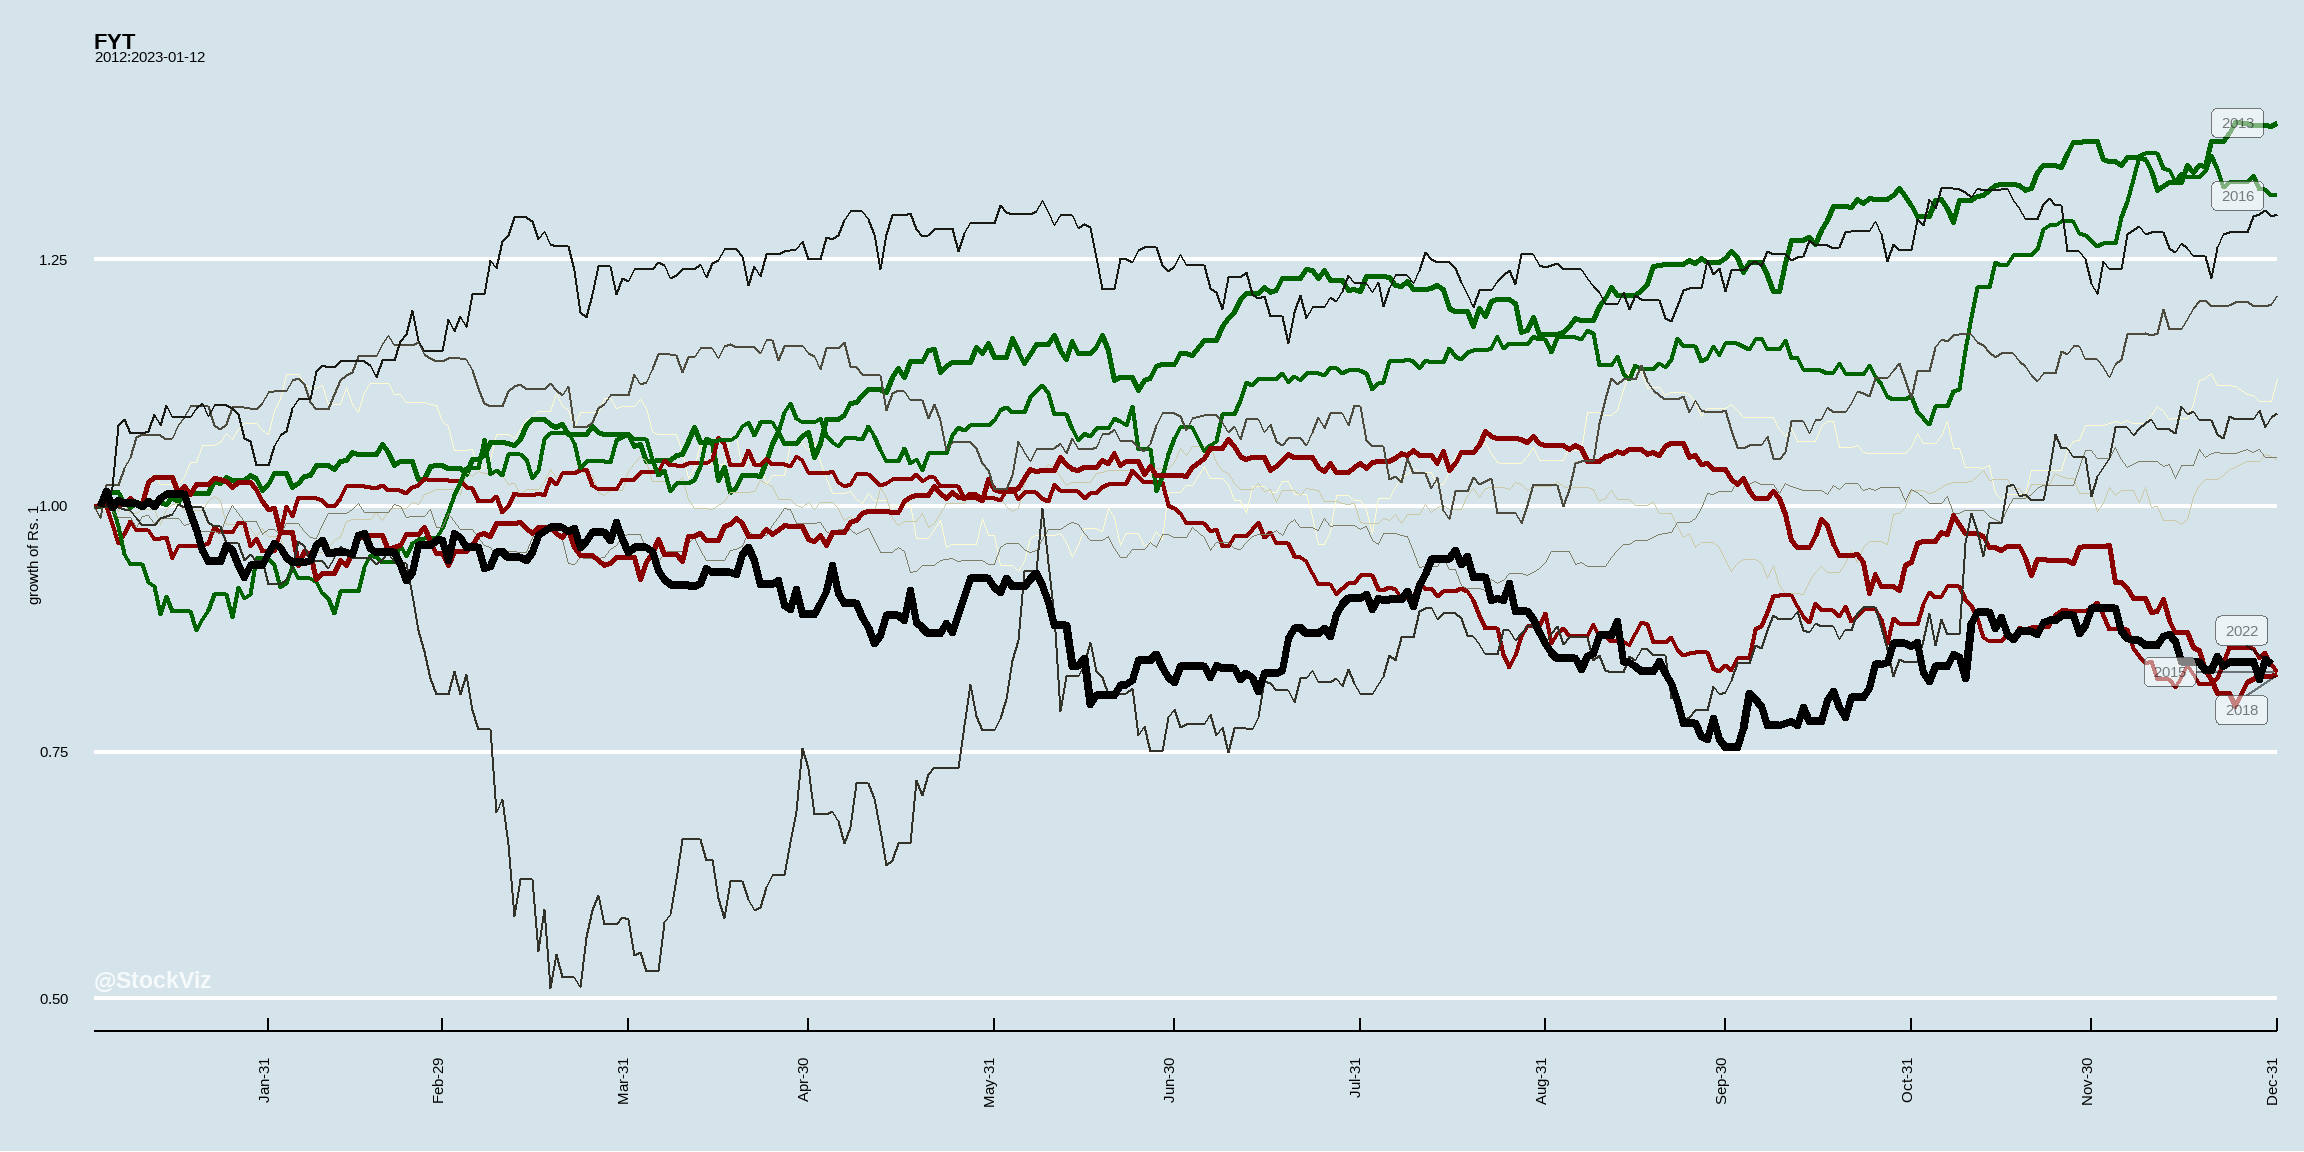 FYT
2012:2023-01-12
2013
2016
1.25
1.00
growth of Rs. 1
2022
2015
2018
0.75
@StockViz
0.50
Jan-31
Feb-29
Mar-31
Apr-30
May-31
Jun-30
Jul-31
Aug-31
Sep-30
Oct-31
Nov-30
Dec-31